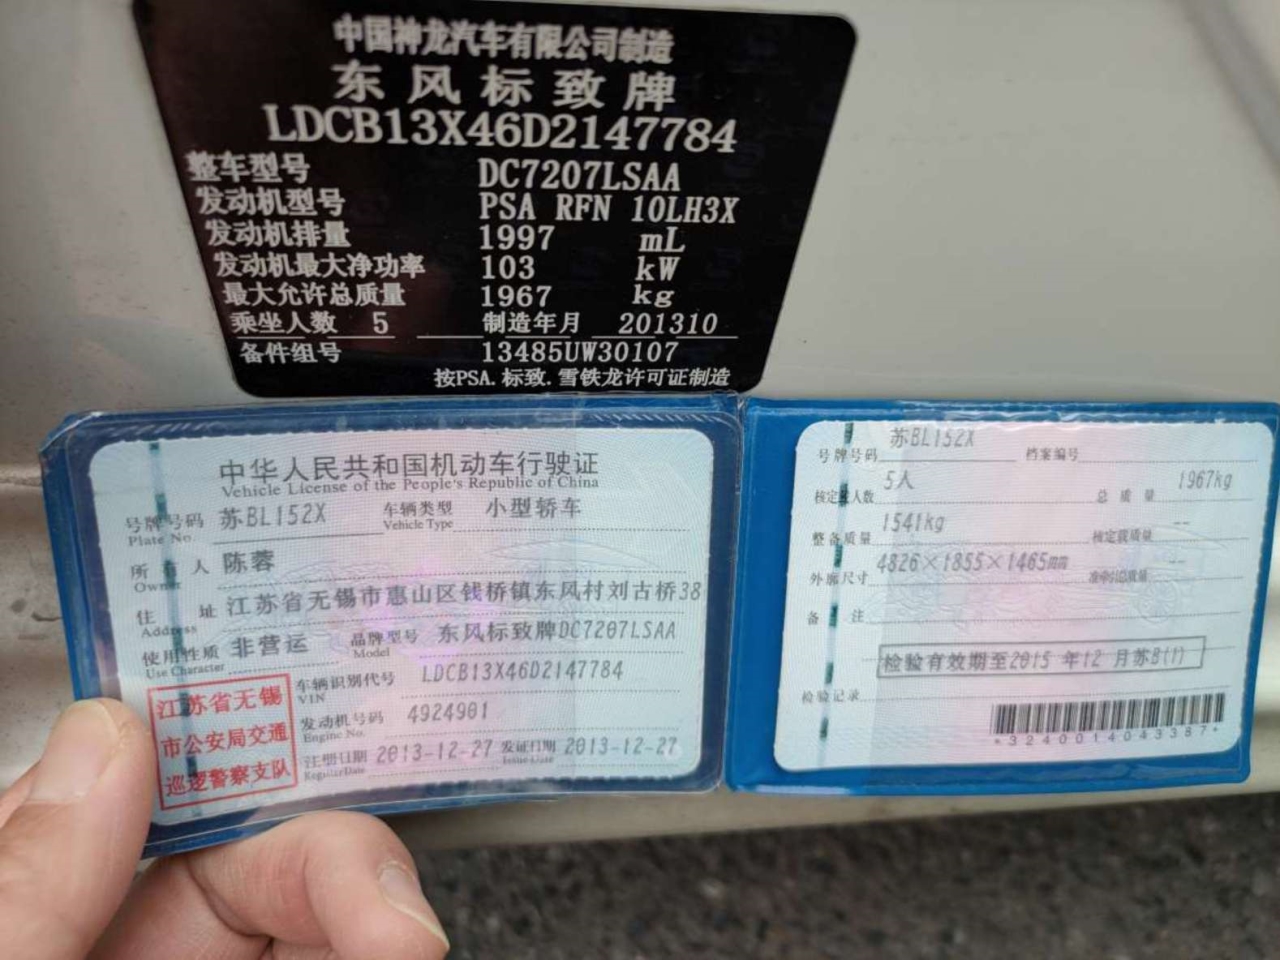 中国神龙汽车有限公司制造
东风标致牌
LDCB13X46D2147784
整车型号 DC7207LSAA
发动机型号 PSA RFN 10LH3X
发动机排量 1997 mL
发动机最大净功率 103 kW
最大允许总质量 1967 kg
乘坐人数 5 制造年月 201310
备件组号 13485UW30107
按PSA.标致.雪铁龙许可证制造
中华人民共和国机动车行驶证
Vehicle License of the People's Republic of China
号牌号码 苏BL152X 车辆类型 小型轿车
Plate No. Vehicle Type
所有人 陈蓉
Owner
住址 江苏省无锡市惠山区钱桥镇东风村刘古桥38
Address
使用性质 非营运 品牌型号 东风标致牌DC7207LSAA
Use Character Model
车辆识别代号 LDCB13X46D2147784
VIN
发动机号码 4924901
Engine No.
注册日期 2013-12-27 发证日期 2013-12-27
Register Date Issue Date
江苏省无锡
市公安局交通
巡逻警察支队
号牌号码 苏BL152X 档案编号
核定载人数 5人 总质量 1967kg
整备质量 1541kg 核定载质量 --
外廓尺寸 4826×1855×1465mm 准牵引总质量 --
备注
检验有效期至2015 年12 月苏B(1)
检验记录
*3240014043387*